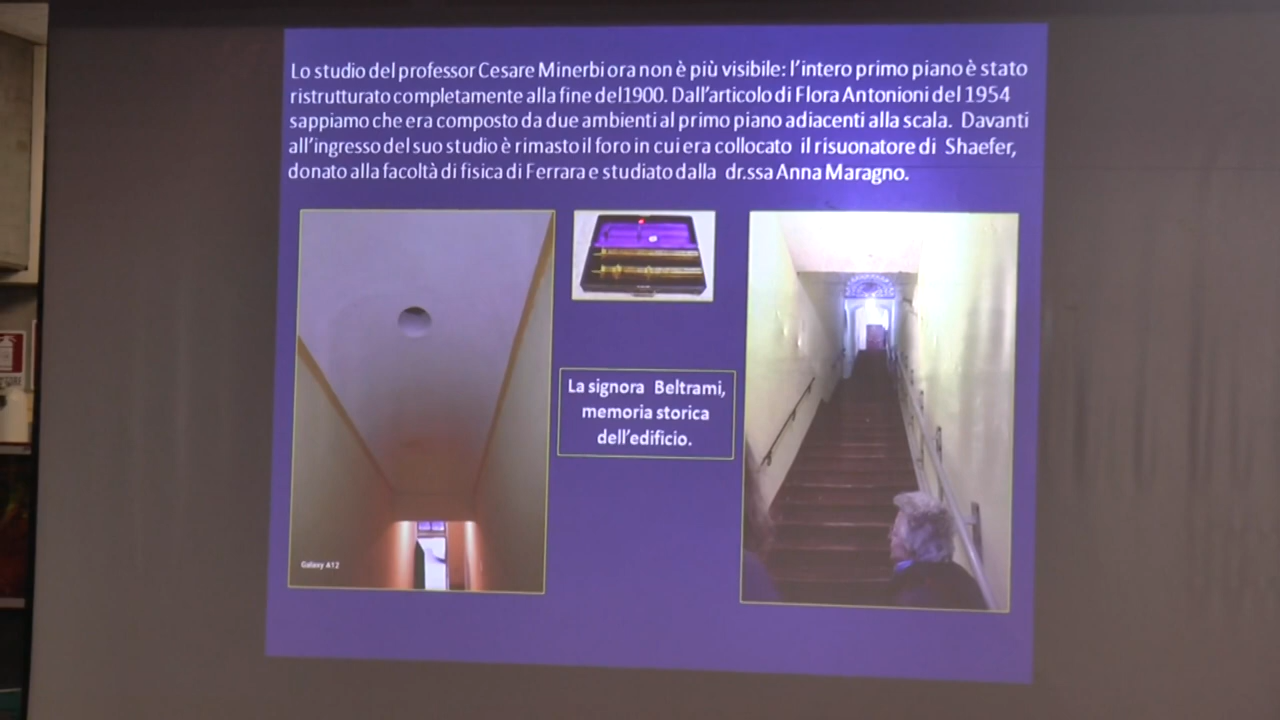 Lo studio del professor Cesare Minerbi ora non è più visibile: l'intero primo piano è stato
ristrutturato completamente alla fine del1900. Dall'articolo di Flora Antonioni del 1954
sappiamo che era composto da due ambienti al primo piano adiacenti alla scala. Davanti
all'ingresso del suo studio è rimasto il foro in cui era collocato il risuonatore di Shaefer,
donato alla facoltà di fisica di Ferrara e studiato dalla dr.ssa Anna Maragno.
La signora Beltrami,
memoria storica
dell'edificio.
Galaxy A12